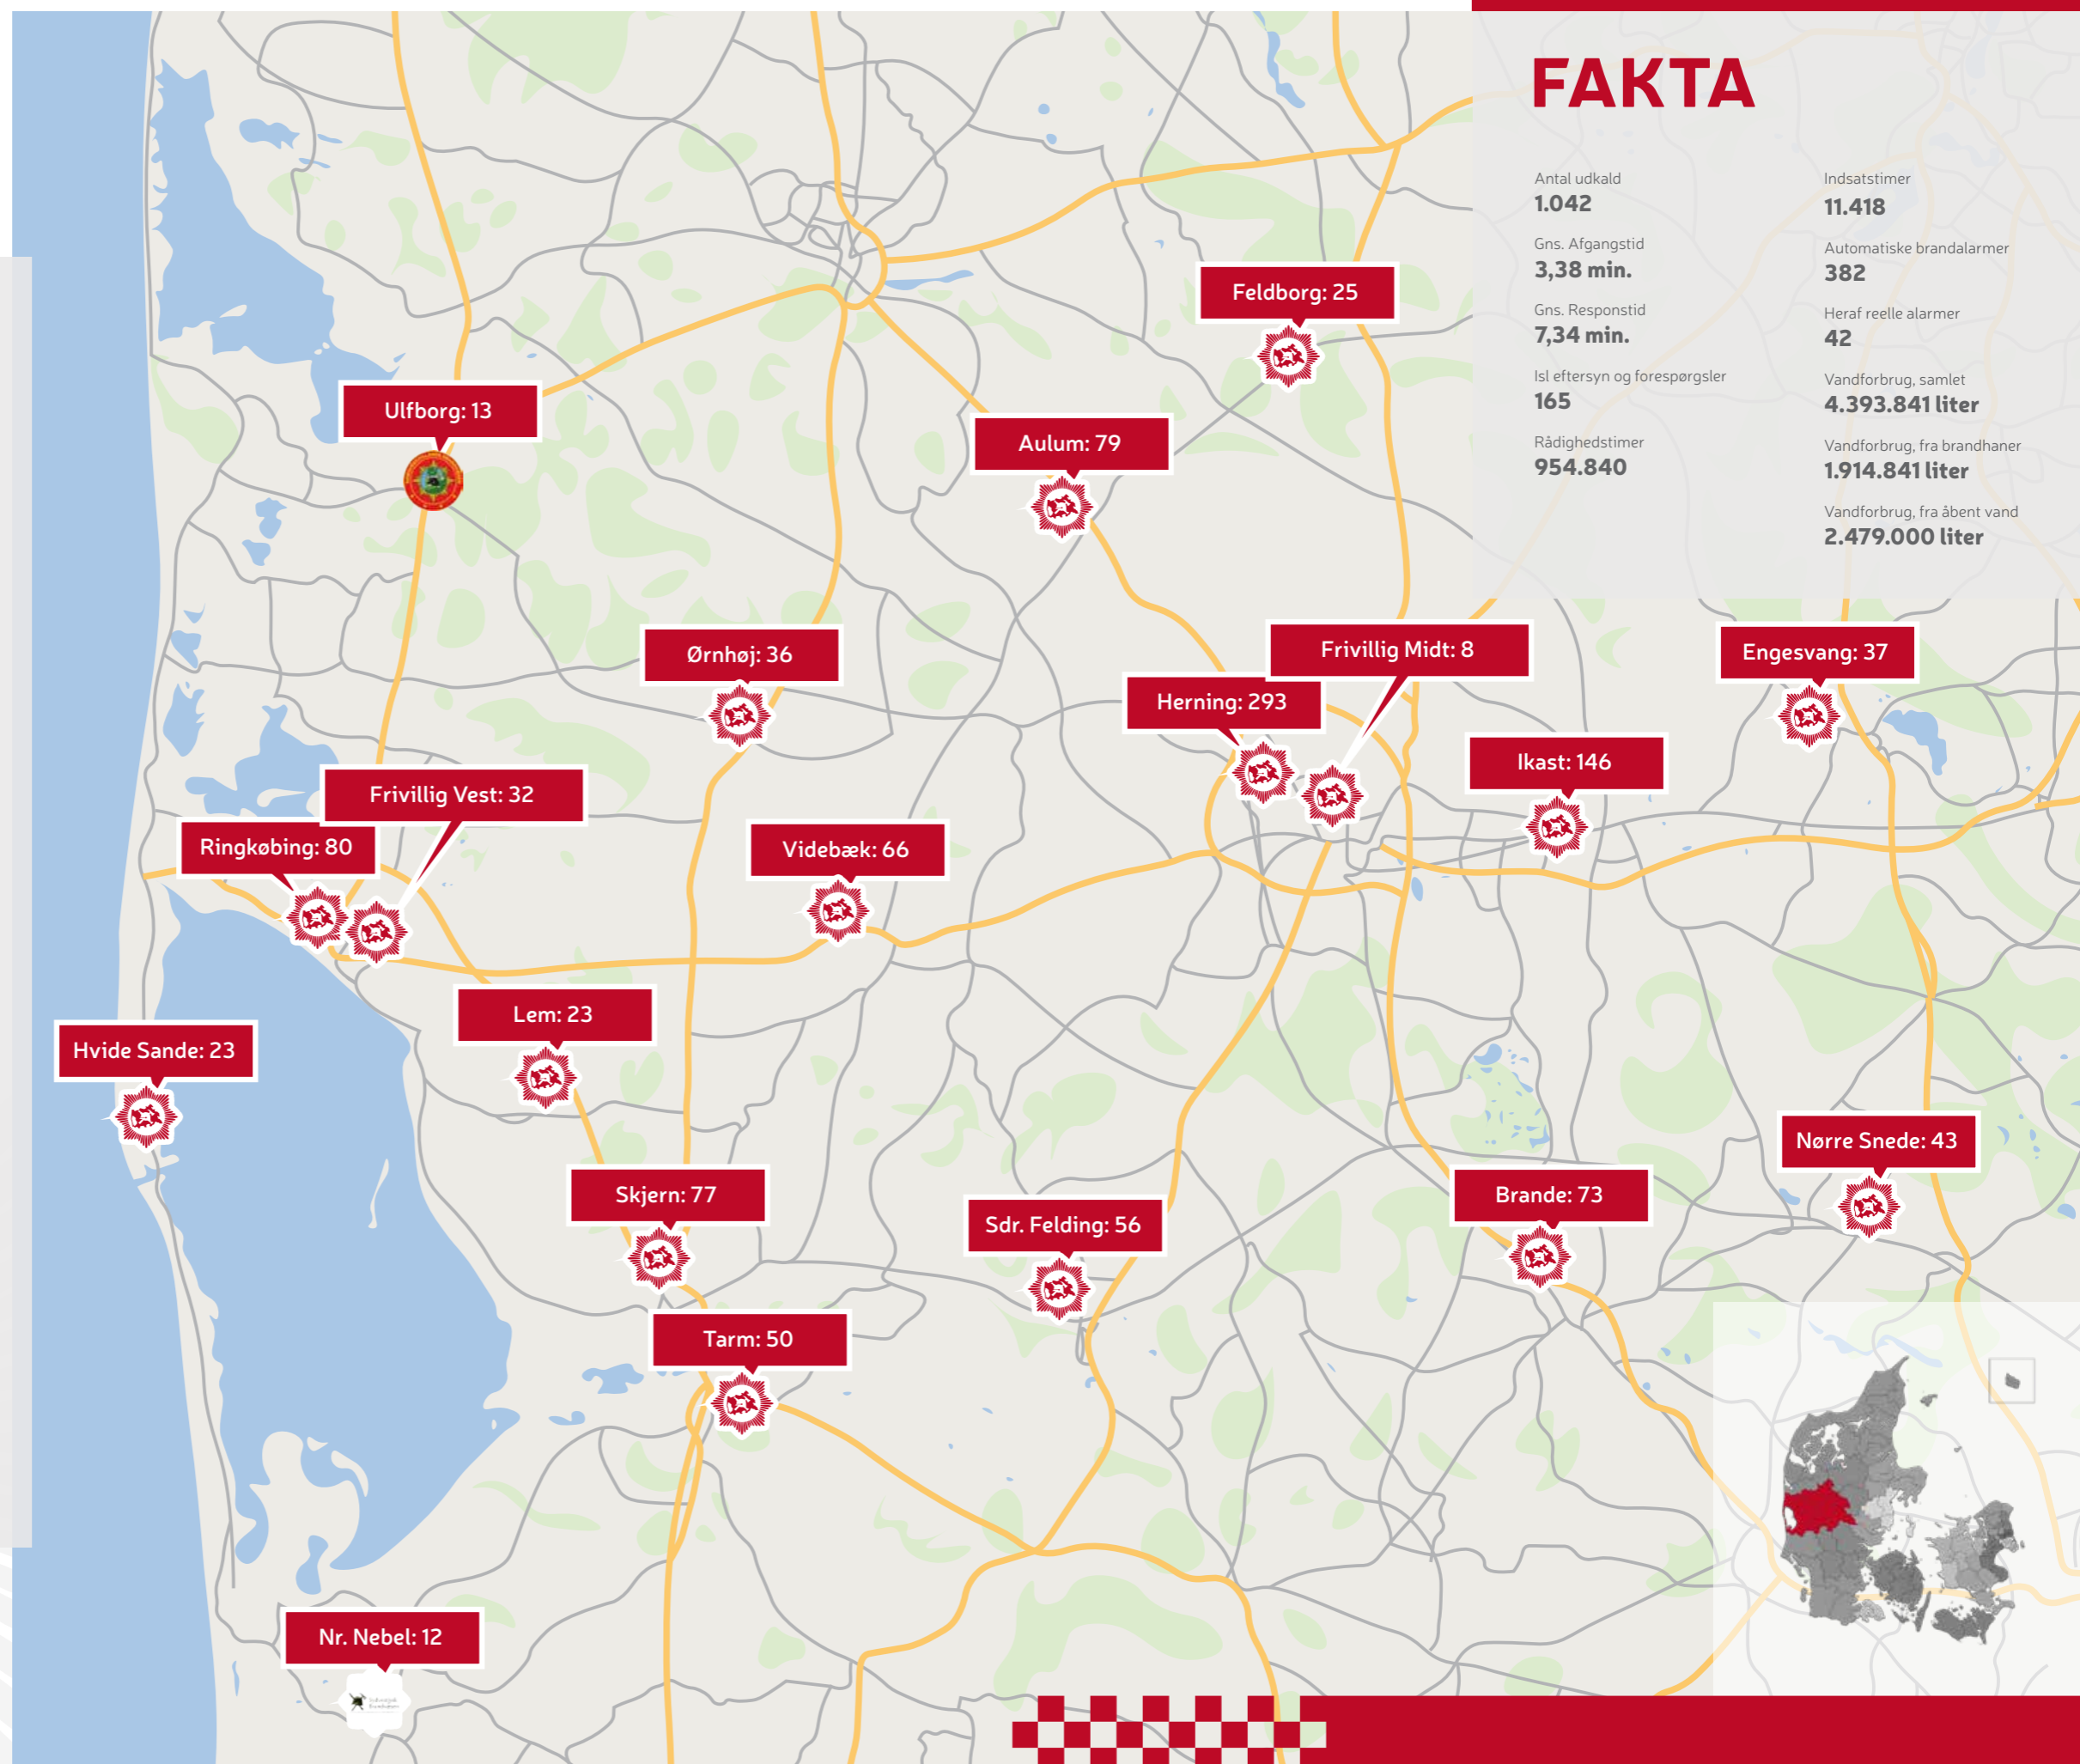 FAKTA
Antal udkald
1.042
Gns. Afgangstid
3,38 min.
Gns. Responstid
7,34 min.
Isl eftersyn og forespørgsler
165
Rådighedstimer
954.840
Indsatstimer
11.418
Automatiske brandalarmer
382
Heraf reelle alarmer
42
Vandforbrug, samlet
4.393.841 liter
Vandforbrug, fra brandhaner
1.914.841 liter
Vandforbrug, fra åbent vand
2.479.000 liter
Feldborg: 25
Ulfborg: 13
Aulum: 79
Ørnhøj: 36
Frivillig Midt: 8
Engesvang: 37
Herning: 293
Ikast: 146
Frivillig Vest: 32
Ringkøbing: 80
Videbæk: 66
Lem: 23
Hvide Sande: 23
Nørre Snede: 43
Skjern: 77
Brande: 73
Sdr. Felding: 56
Tarm: 50
Nr. Nebel: 12